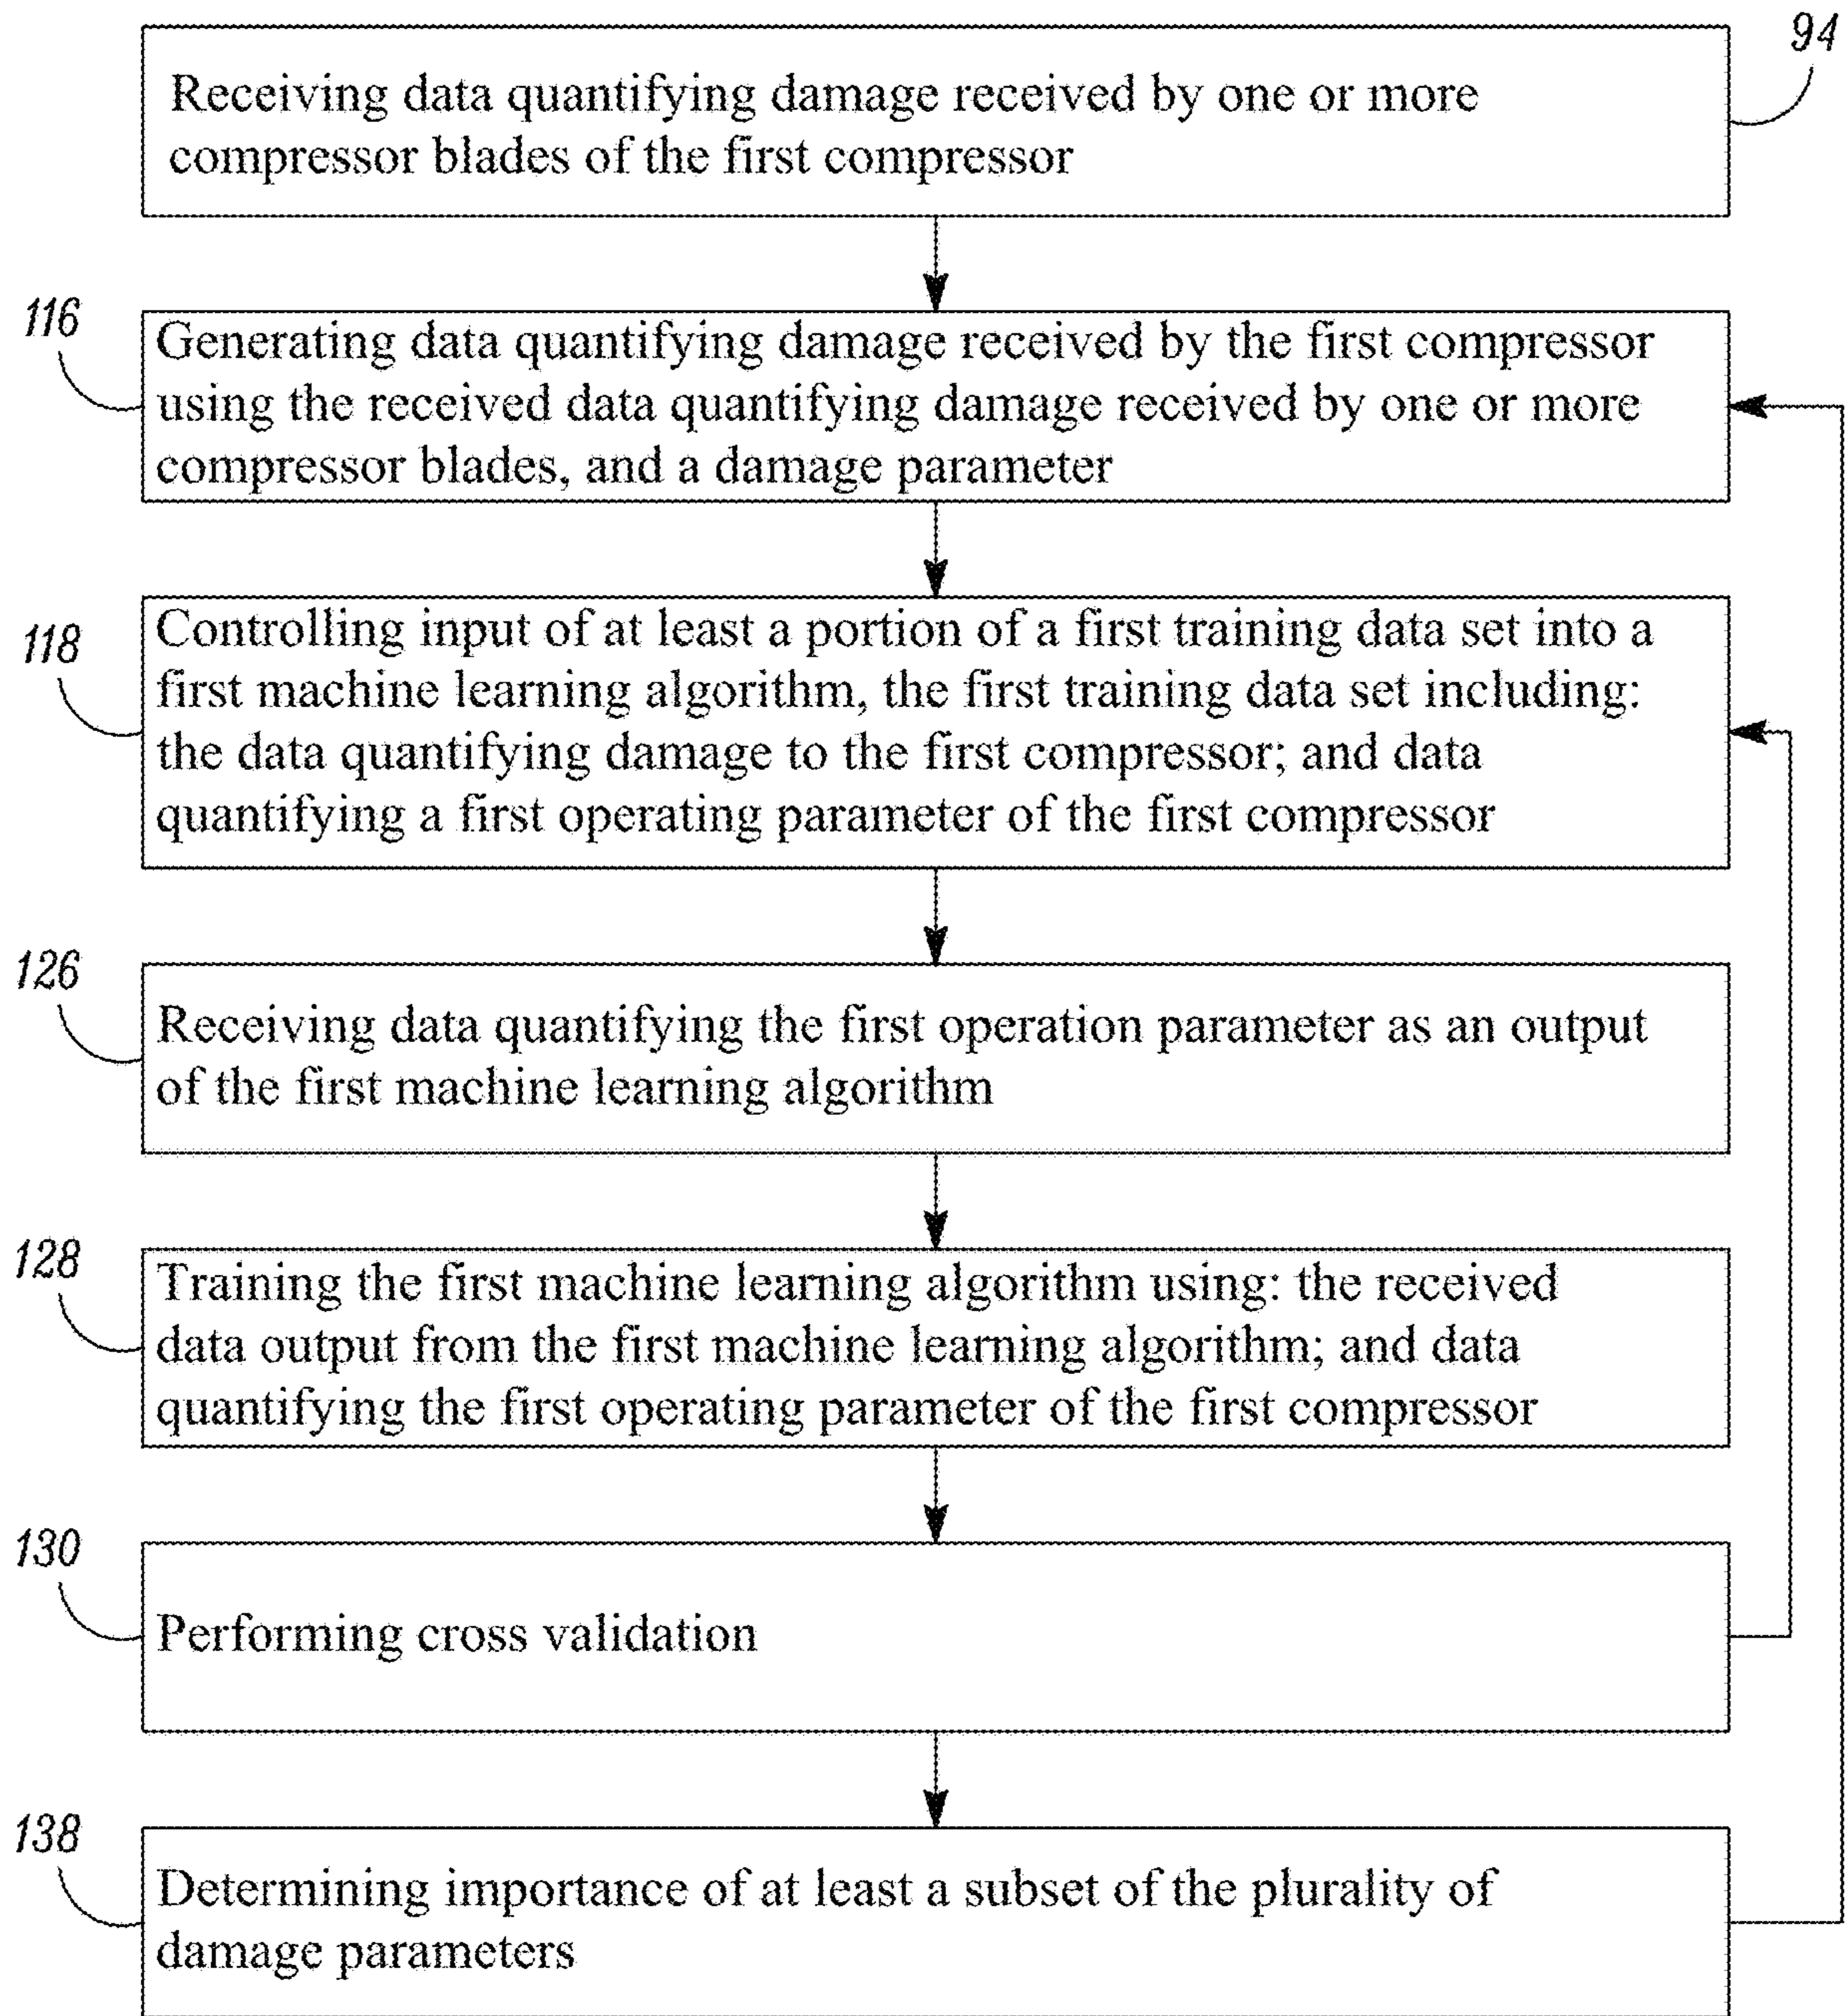 94
Receiving data quantifying damage received by one or more
compressor blades of the first compressor
116
Generating data quantifying damage received by the first compressor
using the received data quantifying damage received by one or more
compressor blades, and a damage parameter
118
Controlling input of at least a portion of a first training data set into a
first machine learning algorithm, the first training data set including:
the data quantifying damage to the first compressor; and data
quantifying a first operating parameter of the first compressor
126
Receiving data quantifying the first operation parameter as an output
of the first machine learning algorithm
128
Training the first machine learning algorithm using: the received
data output from the first machine learning algorithm; and data
quantifying the first operating parameter of the first compressor
130
Performing cross validation
138
Determining importance of at least a subset of the plurality of
damage parameters